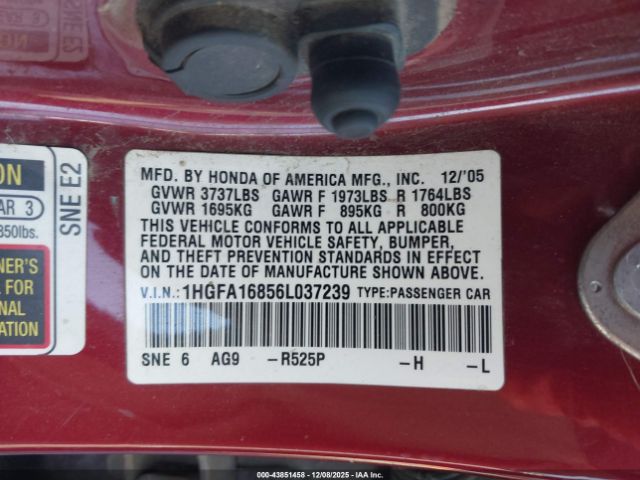 ON
AR 3
850lbs.
SNE E2
NER'S
FOR
NAL
ATION
MFD. BY HONDA OF AMERICA MFG., INC. 12/'05
GVWR 3737LBS GAWR F 1973LBS R 1764LBS
GVWR 1695KG GAWR F 895KG R 800KG
THIS VEHICLE CONFORMS TO ALL APPLICABLE
FEDERAL MOTOR VEHICLE SAFETY, BUMPER,
AND THEFT PREVENTION STANDARDS IN EFFECT
ON THE DATE OF MANUFACTURE SHOWN ABOVE.
V.I.N.: 1HGFA16856L037239 TYPE:PASSENGER CAR
SNE 6 AG9 -R525P -H -L
000-43851458 - 12/08/2025 - IAA Inc.